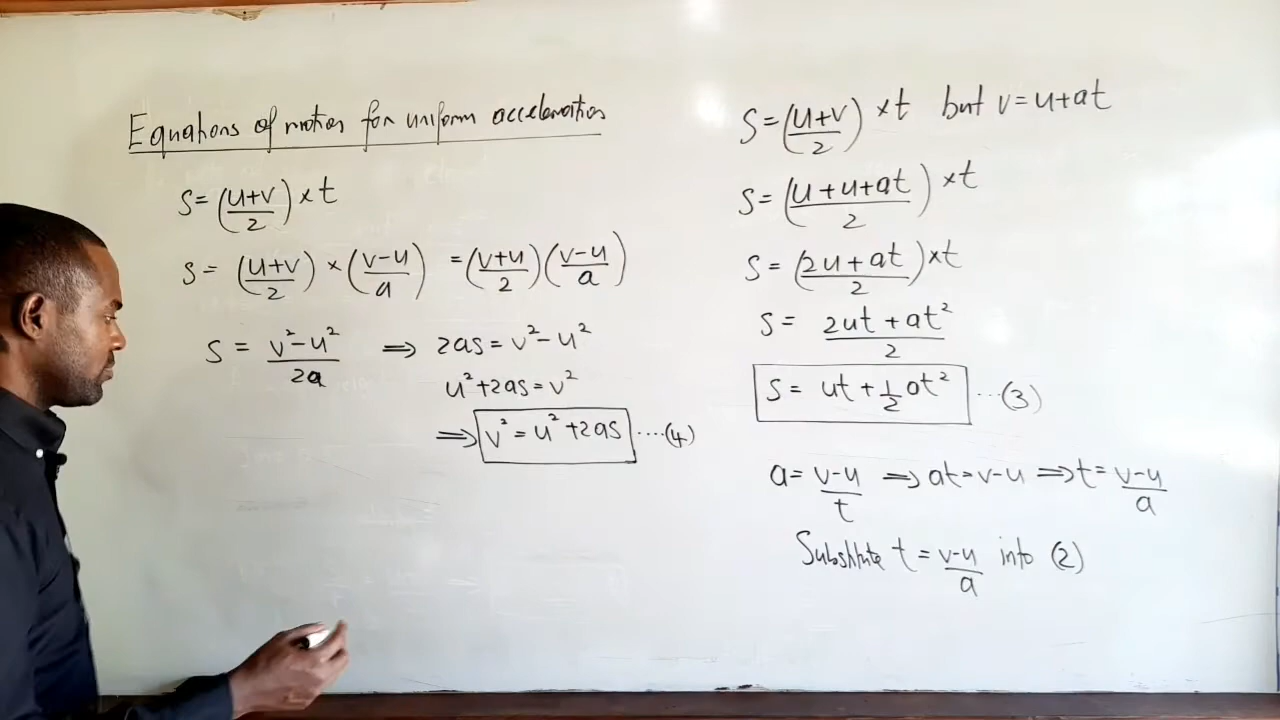 Equations of motion for uniform acceleration
S=(u+v/2)×t
S=(u+v/2)×(v-u/a) =(v+u/2)(v-u/a)
S = v²-u²/2a ⇒ 2as=v²-u²
u²+2as=v²
⇒ v²=u²+2as ....(4)
S=(u+v/2)×t but v=u+at
S=(u+u+at/2)×t
S=(2u+at/2)×t
S= 2ut+at²/2
S= ut+½at² ...(3)
a=v-u/t ⇒ at=v-u ⇒ t=v-u/a
Substitute t=v-u/a into (2)